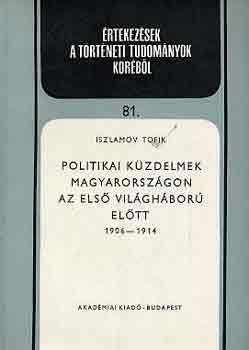 ÉRTEKEZÉSEK
A TÖRTÉNETI TUDOMÁNYOK
KÖRÉBŐL
81.
ISZLAMOV TOFIK
POLITIKAI KÜZDELMEK
MAGYARORSZÁGON
AZ ELSŐ VILÁGHÁBORÚ
ELŐTT
1906—1914
AKADÉMIAI KIADÓ · BUDAPEST